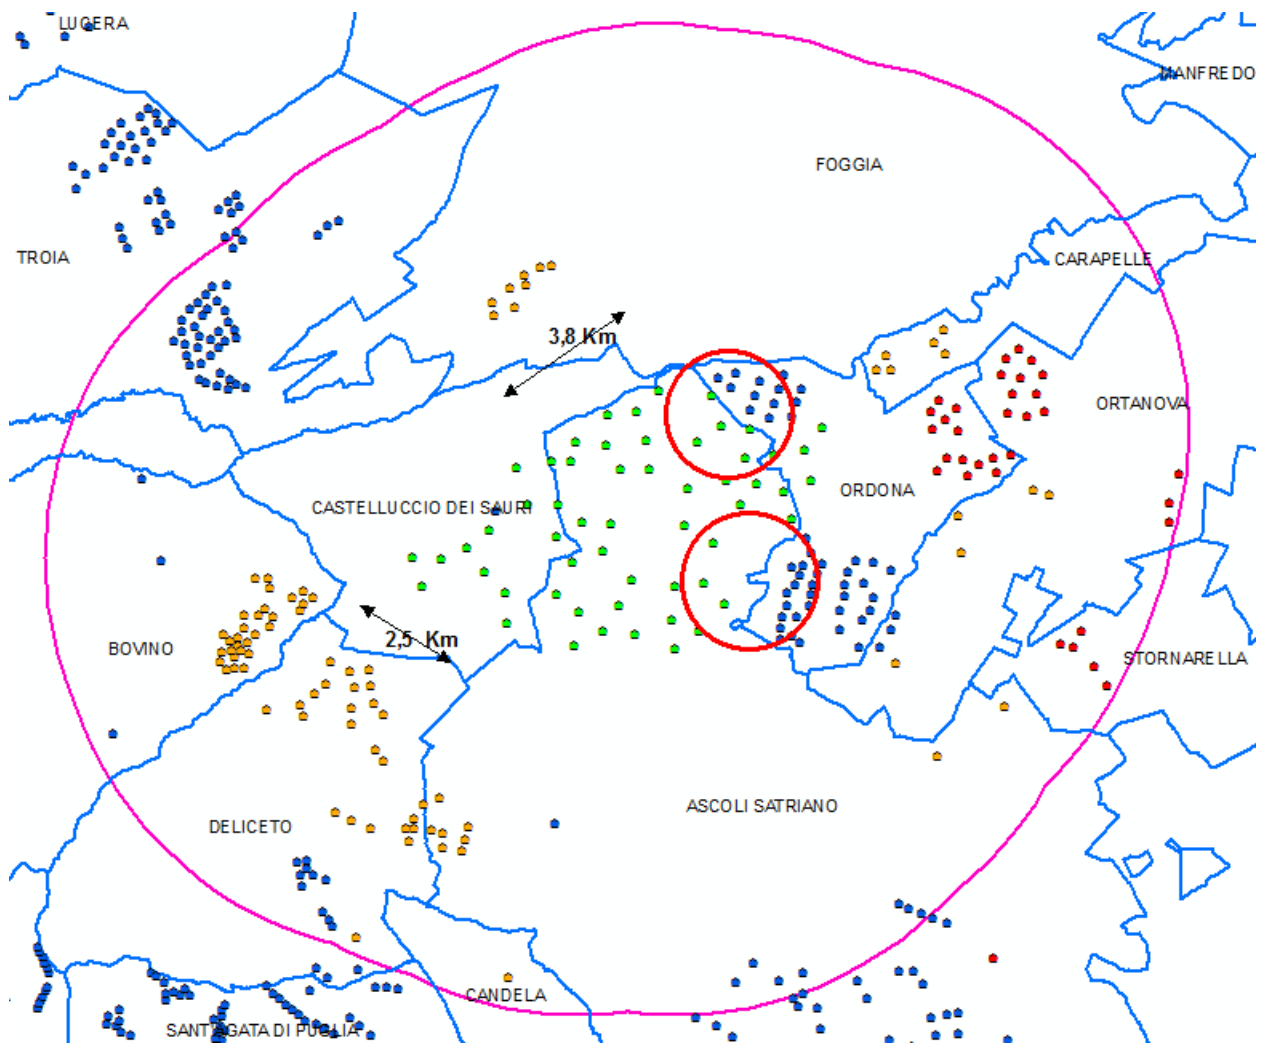 LUCERA
MANFREDO
FOGGIA
TROIA
CARAPELLE
3,8 Km
ORTANOVA
ORDONA
CASTELLUCCIO DEI SAURI
2,5 Km
BOVINO
STORNARELLA
ASCOLI SATRIANO
DELICETO
CANDELA
SANT'AGATA DI PUGLIA